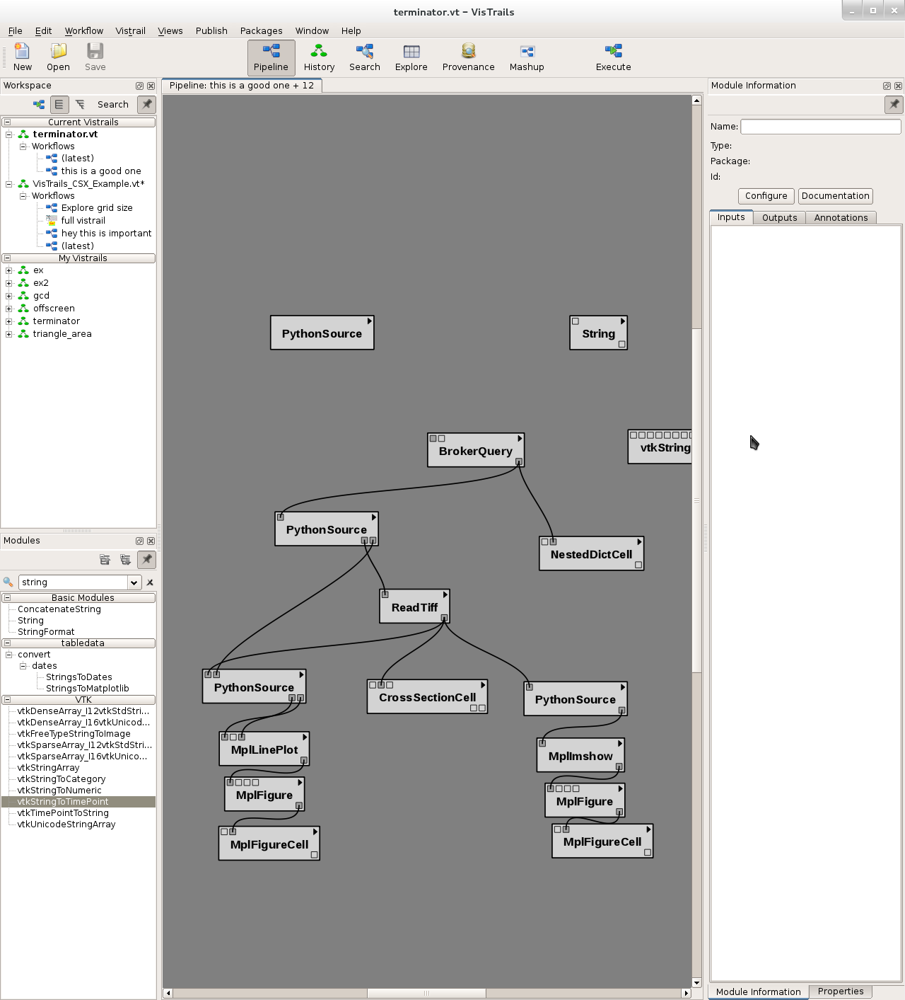 terminator.vt – VisTrails
File Edit Workflow Vistrail Views Publish Packages Window Help
New Open Save Pipeline History Search Explore Provenance Mashup Execute
Workspace
Search
Current Vistrails
terminator.vt
Workflows
(latest)
this is a good one
VisTrails_CSX_Example.vt*
Workflows
Explore grid size
full vistrail
hey this is important
(latest)
My Vistrails
ex
ex2
gcd
offscreen
terminator
triangle_area
Modules
string
Basic Modules
ConcatenateString
String
StringFormat
tabledata
convert
dates
StringsToDates
StringsToMatplotlib
VTK
vtkDenseArray_I12vtkStdStri...
vtkDenseArray_I16vtkUnicod...
vtkFreeTypeStringToImage
vtkSparseArray_I12vtkStdStri...
vtkSparseArray_I16vtkUnico...
vtkStringArray
vtkStringToCategory
vtkStringToNumeric
vtkStringToTimePoint
vtkTimePointToString
vtkUnicodeStringArray
Pipeline: this is a good one + 12
PythonSource
String
BrokerQuery
vtkString
PythonSource
NestedDictCell
ReadTiff
PythonSource
CrossSectionCell
PythonSource
MplLinePlot
MplImshow
MplFigure
MplFigure
MplFigureCell
MplFigureCell
Module Information
Name:
Type:
Package:
Id:
Configure Documentation
Inputs Outputs Annotations
Module Information Properties